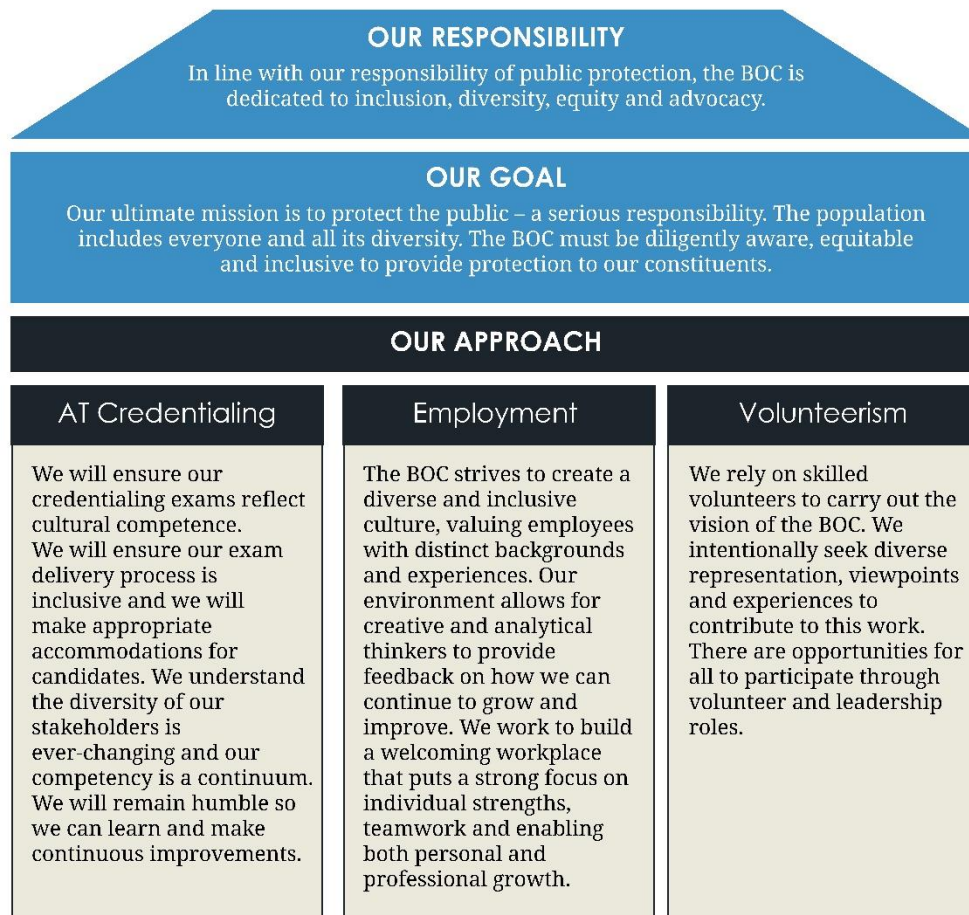 OUR RESPONSIBILITY
In line with our responsibility of public protection, the BOC is
dedicated to inclusion, diversity, equity and advocacy.
OUR GOAL
Our ultimate mission is to protect the public – a serious responsibility. The population
includes everyone and all its diversity. The BOC must be diligently aware, equitable
and inclusive to provide protection to our constituents.
OUR APPROACH
AT Credentialing
We will ensure our
credentialing exams reflect
cultural competence.
We will ensure our exam
delivery process is
inclusive and we will
make appropriate
accommodations for
candidates. We understand
the diversity of our
stakeholders is
ever-changing and our
competency is a continuum.
We will remain humble so
we can learn and make
continuous improvements.
Employment
The BOC strives to create a
diverse and inclusive
culture, valuing employees
with distinct backgrounds
and experiences. Our
environment allows for
creative and analytical
thinkers to provide
feedback on how we can
continue to grow and
improve. We work to build
a welcoming workplace
that puts a strong focus on
individual strengths,
teamwork and enabling
both personal and
professional growth.
Volunteerism
We rely on skilled
volunteers to carry out the
vision of the BOC. We
intentionally seek diverse
representation, viewpoints
and experiences to
contribute to this work.
There are opportunities for
all to participate through
volunteer and leadership
roles.